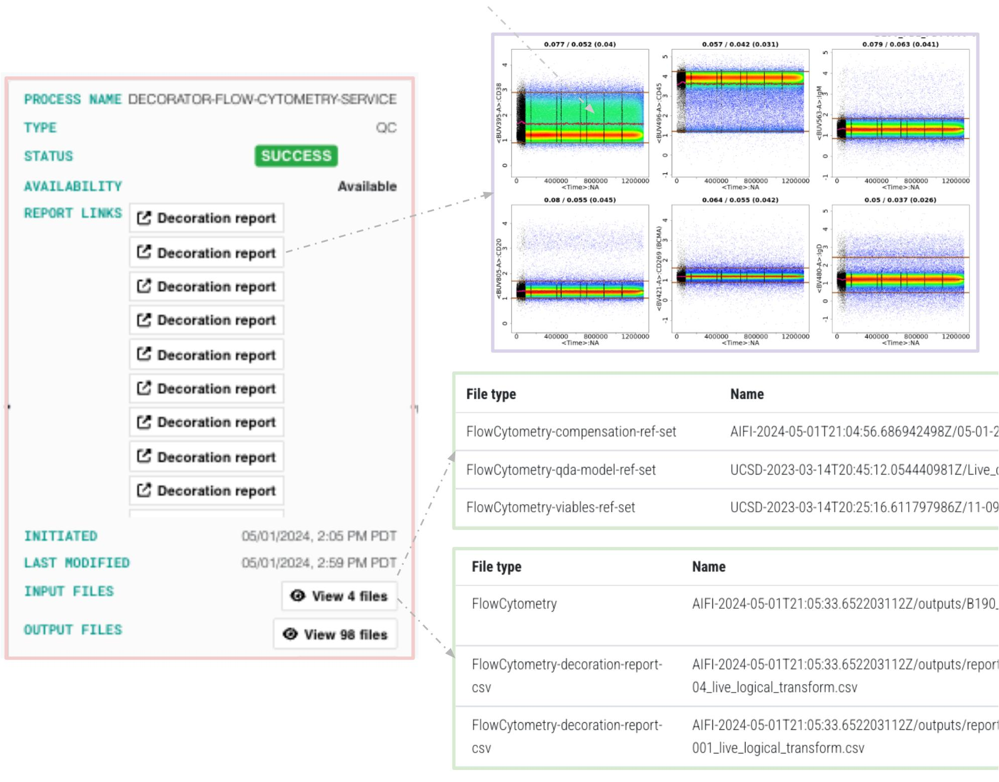 PROCESS NAME DECORATOR-FLOW-CYTOMETRY-SERVICE
TYPE QC
STATUS SUCCESS
AVAILABILITY Available
REPORT LINKS Decoration report
Decoration report
Decoration report
Decoration report
Decoration report
Decoration report
Decoration report
Decoration report
Decoration report
INITIATED 05/01/2024, 2:05 PM PDT
LAST MODIFIED 05/01/2024, 2:59 PM PDT
INPUT FILES View 4 files
OUTPUT FILES View 98 files
0.077 / 0.052 (0.04)
<BUV395-A>:CD38
4
3
2
1
0
0 400000 800000 1200000
<Time>:NA
0.057 / 0.042 (0.031)
<BUV496-A>:CD45
5
4
3
2
1
0
-1
0 400000 800000 1200000
<Time>:NA
0.079 / 0.063 (0.041)
<BUV563-A>:IgM
5
4
3
2
1
0
-1
0 400000 800000 1200000
<Time>:NA
0.08 / 0.055 (0.045)
<BUV805-A>:CD20
4
3
2
1
0
0 400000 800000 1200000
<Time>:NA
0.064 / 0.055 (0.042)
<BV421-A>:CD269 (BCMA)
4
3
2
1
0
-1
0 400000 800000 1200000
<Time>:NA
0.05 / 0.037 (0.026)
<BV480-A>:IgD
5
4
3
2
1
0
-1
0 400000 800000 1200000
<Time>:NA
File type Name
FlowCytometry-compensation-ref-set AIFI-2024-05-01T21:04:56.686942498Z/05-01-2
FlowCytometry-qda-model-ref-set UCSD-2023-03-14T20:45:12.054440981Z/Live_
FlowCytometry-viables-ref-set UCSD-2023-03-14T20:25:16.611797986Z/11-09
File type Name
FlowCytometry AIFI-2024-05-01T21:05:33.652203112Z/outputs/B190_
FlowCytometry-decoration-report- AIFI-2024-05-01T21:05:33.652203112Z/outputs/report
csv 04_live_logical_transform.csv
FlowCytometry-decoration-report- AIFI-2024-05-01T21:05:33.652203112Z/outputs/report
csv 001_live_logical_transform.csv